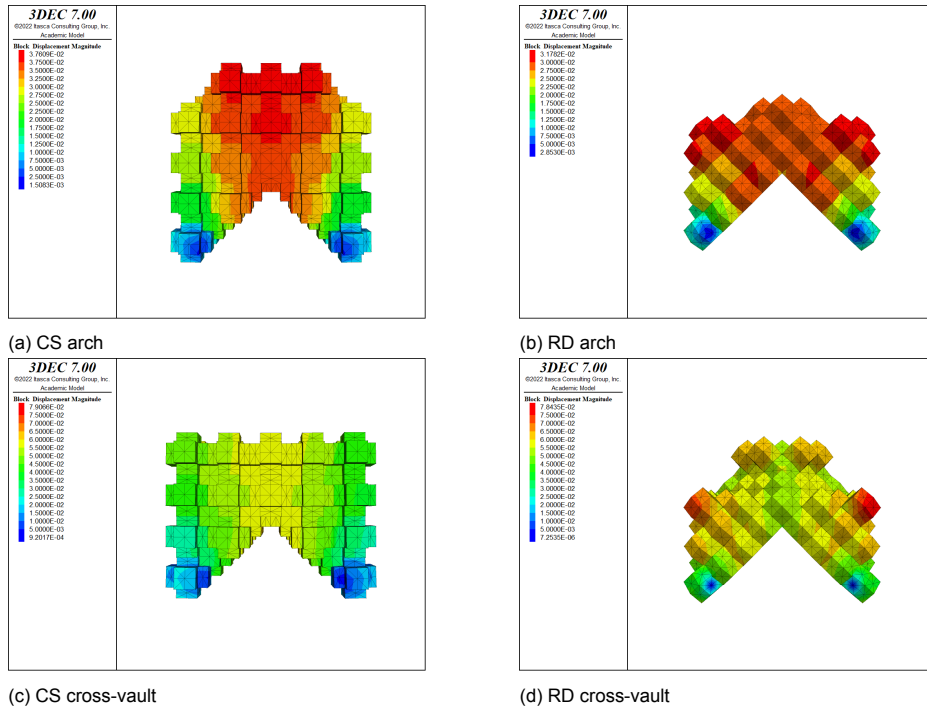 3DEC 7.00
©2022 Itasca Consulting Group, Inc.
Academic Model
Block Displacement Magnitude
3.7609E-02
3.7500E-02
3.5000E-02
3.2500E-02
3.0000E-02
2.7500E-02
2.5000E-02
2.2500E-02
2.0000E-02
1.7500E-02
1.5000E-02
1.2500E-02
1.0000E-02
7.5000E-03
5.0000E-03
2.5000E-03
1.5083E-03
(a) CS arch
3DEC 7.00
©2022 Itasca Consulting Group, Inc.
Academic Model
Block Displacement Magnitude
3.1782E-02
3.0000E-02
2.7500E-02
2.5000E-02
2.2500E-02
2.0000E-02
1.7500E-02
1.5000E-02
1.2500E-02
1.0000E-02
7.5000E-03
5.0000E-03
2.8530E-03
(b) RD arch
3DEC 7.00
©2022 Itasca Consulting Group, Inc.
Academic Model
Block Displacement Magnitude
7.9066E-02
7.5000E-02
7.0000E-02
6.5000E-02
6.0000E-02
5.5000E-02
5.0000E-02
4.5000E-02
4.0000E-02
3.5000E-02
3.0000E-02
2.5000E-02
2.0000E-02
1.5000E-02
1.0000E-02
5.0000E-03
9.2017E-04
(c) CS cross-vault
3DEC 7.00
©2022 Itasca Consulting Group, Inc.
Academic Model
Block Displacement Magnitude
7.8435E-02
7.5000E-02
7.0000E-02
6.5000E-02
6.0000E-02
5.5000E-02
5.0000E-02
4.5000E-02
4.0000E-02
3.5000E-02
3.0000E-02
2.5000E-02
2.0000E-02
1.5000E-02
1.0000E-02
5.0000E-03
7.2535E-06
(d) RD cross-vault